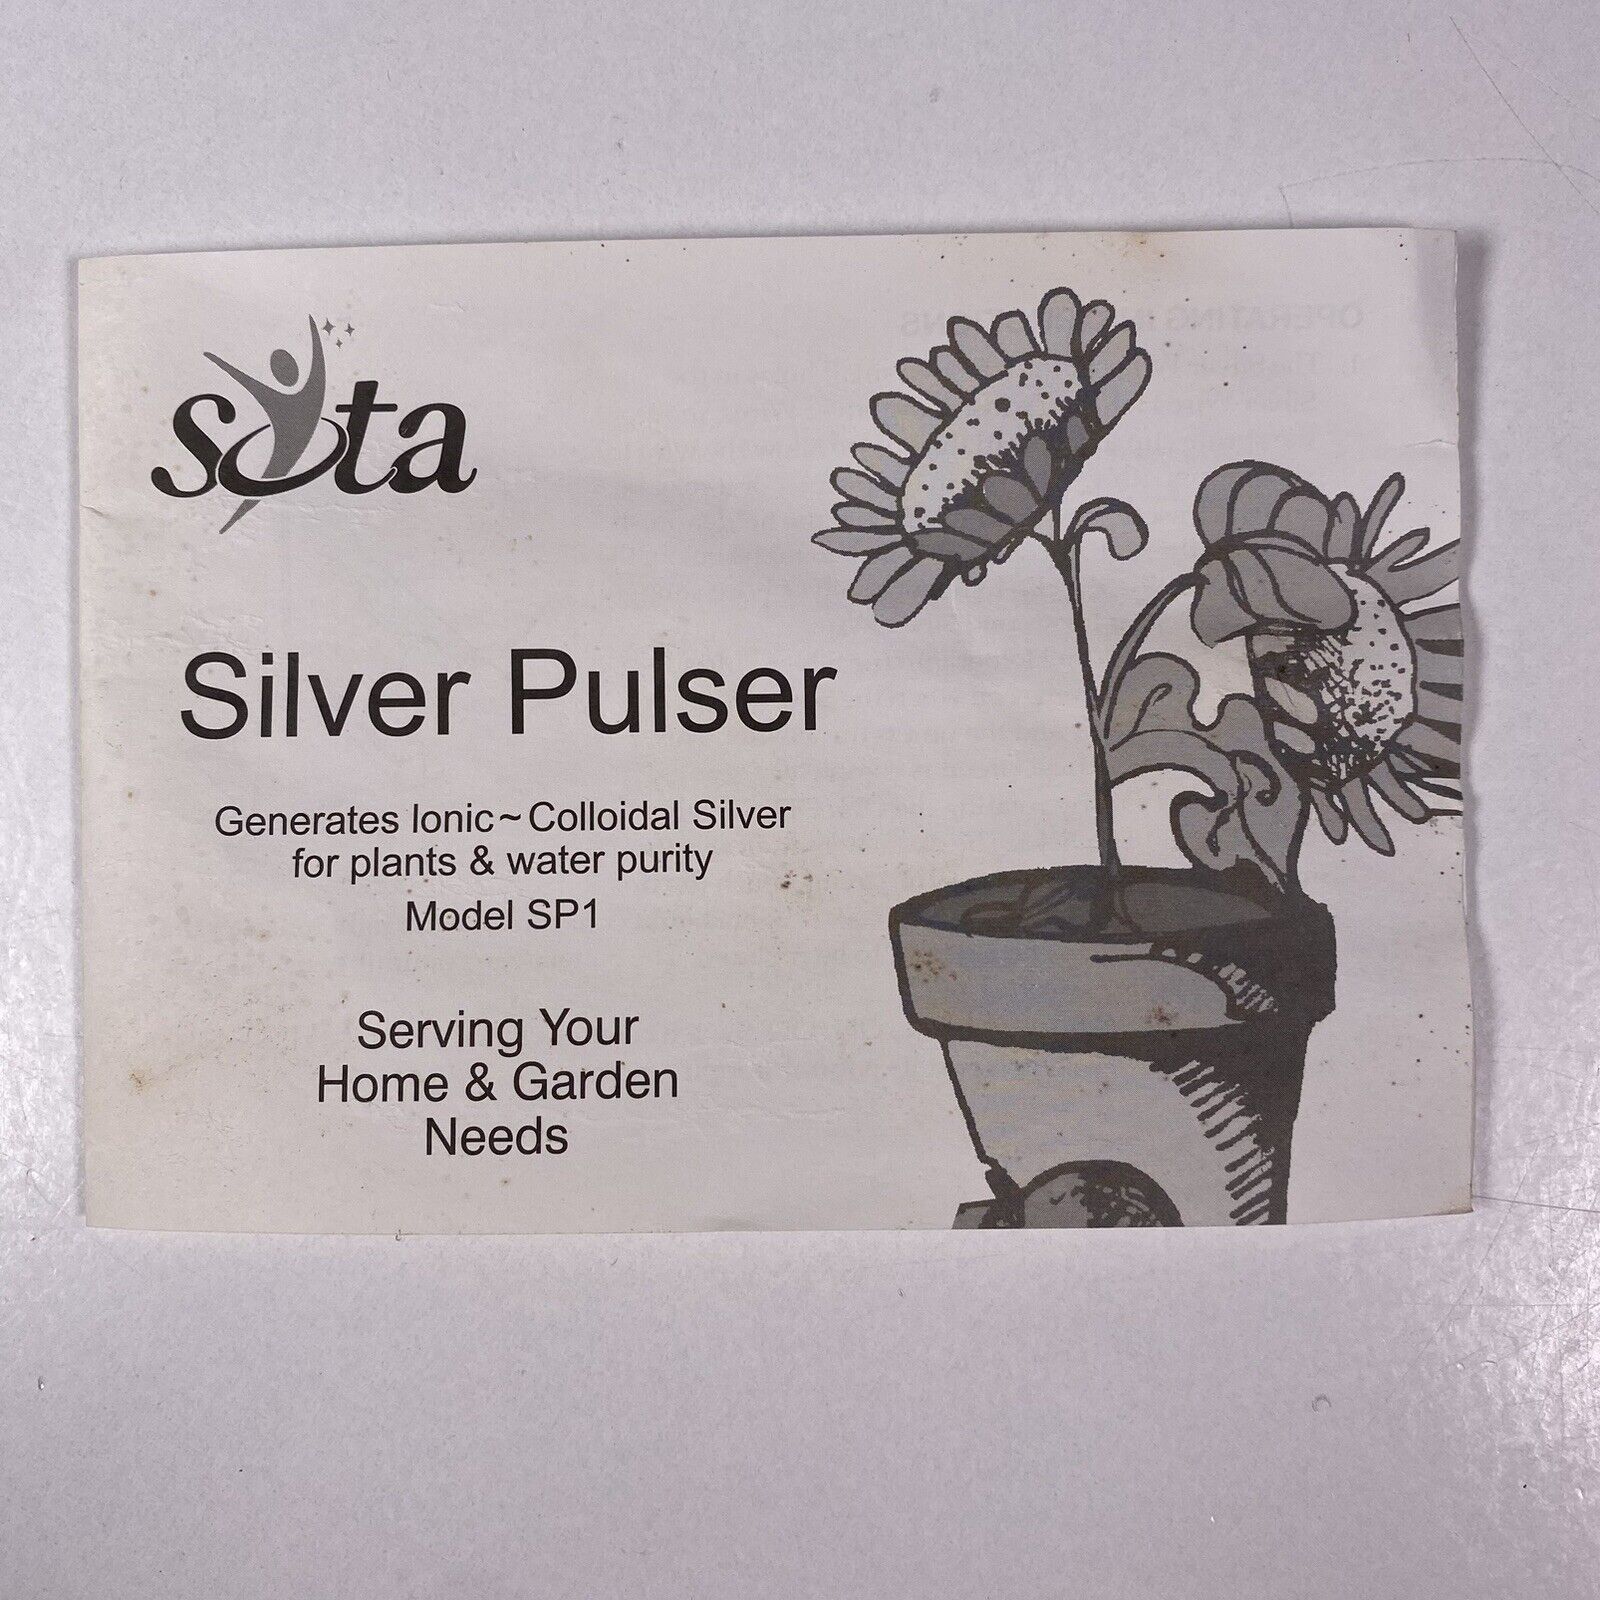 sota
Silver Pulser
Generates Ionic~Colloidal Silver
for plants & water purity
Model SP1
Serving Your
Home & Garden
Needs